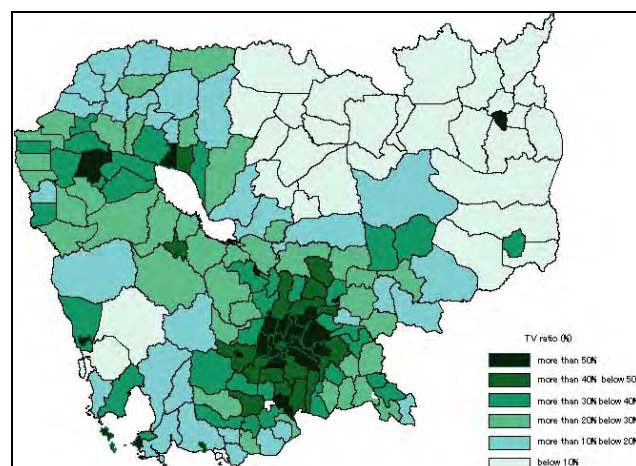 TV ratio (%)
more than 50%
more than 40% below 50
more than 30% below 40%
more than 20% below 30%
more than 10% below 20%
below 10%